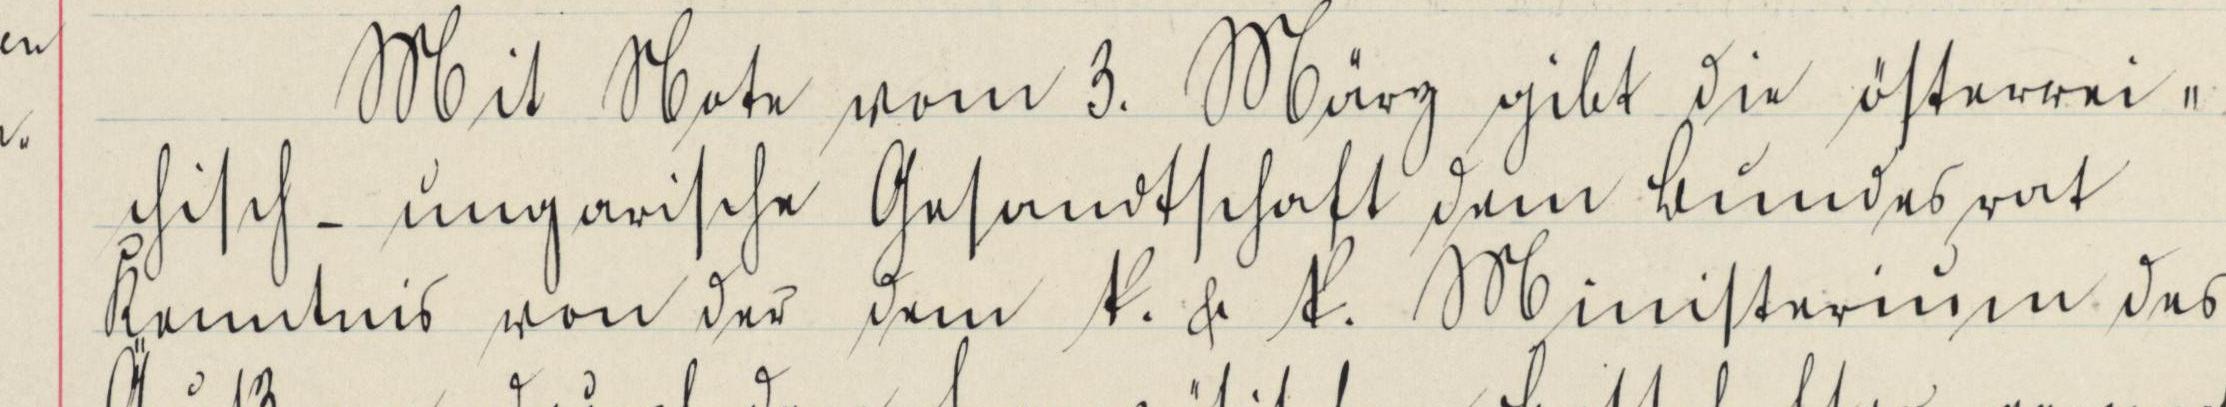 en
Mit Note vom 3. März gibt die österrei"
chisch-ungarische Gesandtschaft dem Bundesrat
Kenntnis von der dem k. & k. Ministerium des